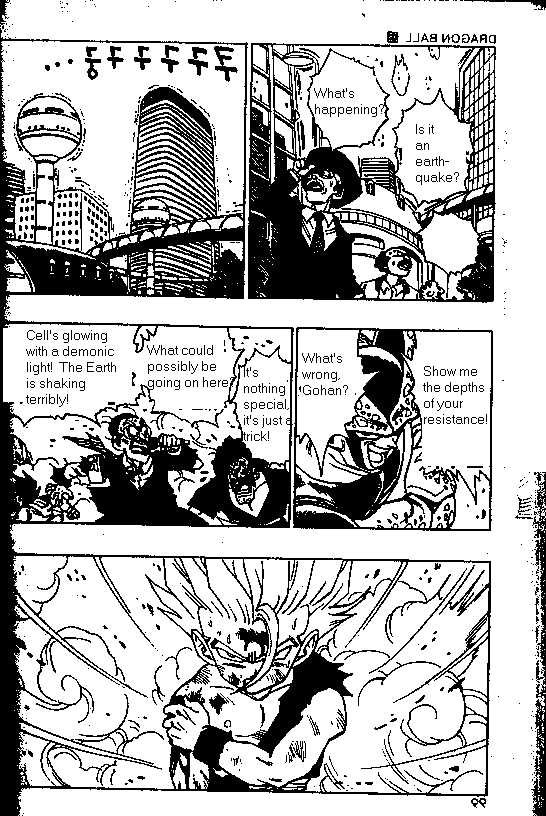 DRAGON BALL
What's
happening?
Is it
an
earth-
quake?
Cell's glowing
with a demonic
light! The Earth
is shaking
terribly!
What could
possibly be
going on here?
It's
nothing
special,
it's just a
trick!
What's
wrong,
Gohan?
Show me
the depths
of your
resistance!
99